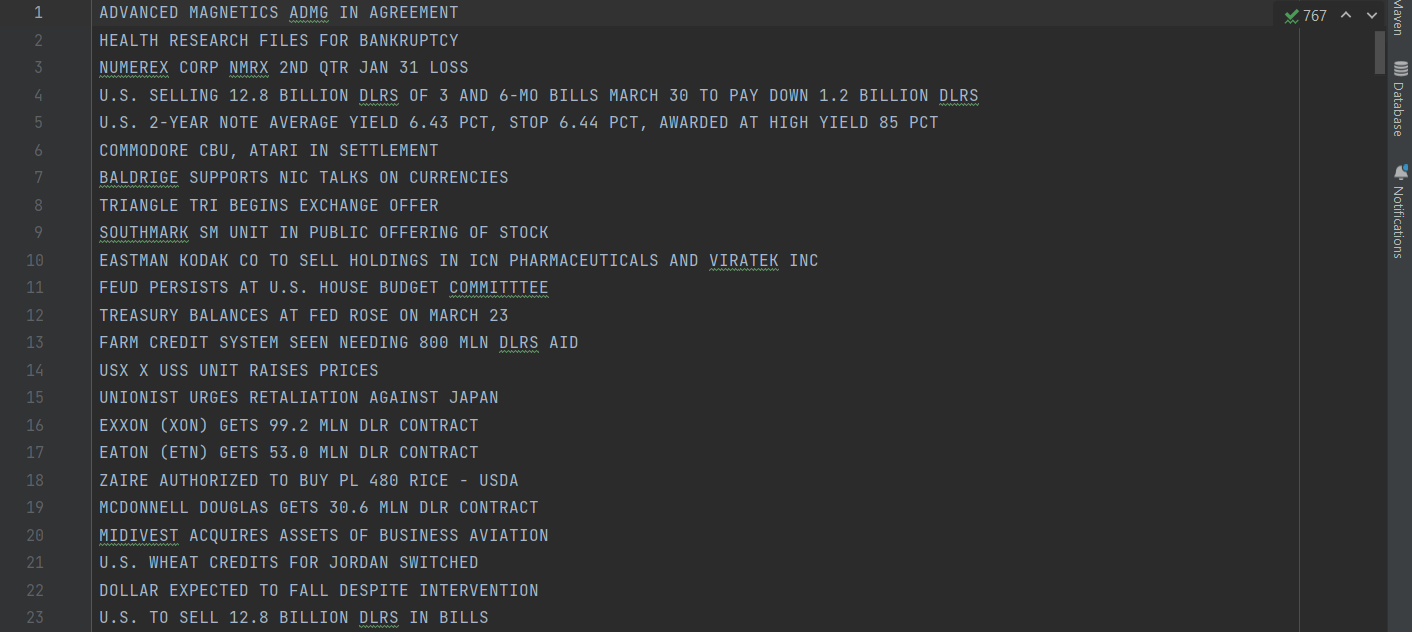 1 ADVANCED MAGNETICS ADMG IN AGREEMENT
767
2 HEALTH RESEARCH FILES FOR BANKRUPTCY
3 NUMEREX CORP NMRX 2ND QTR JAN 31 LOSS
4 U.S. SELLING 12.8 BILLION DLRS OF 3 AND 6-MO BILLS MARCH 30 TO PAY DOWN 1.2 BILLION DLRS
5 U.S. 2-YEAR NOTE AVERAGE YIELD 6.43 PCT, STOP 6.44 PCT, AWARDED AT HIGH YIELD 85 PCT
6 COMMODORE CBU, ATARI IN SETTLEMENT
7 BALDRIGE SUPPORTS NIC TALKS ON CURRENCIES
8 TRIANGLE TRI BEGINS EXCHANGE OFFER
9 SOUTHMARK SM UNIT IN PUBLIC OFFERING OF STOCK
10 EASTMAN KODAK CO TO SELL HOLDINGS IN ICN PHARMACEUTICALS AND VIRATEK INC
11 FEUD PERSISTS AT U.S. HOUSE BUDGET COMMITTTEE
12 TREASURY BALANCES AT FED ROSE ON MARCH 23
13 FARM CREDIT SYSTEM SEEN NEEDING 800 MLN DLRS AID
14 USX X USS UNIT RAISES PRICES
15 UNIONIST URGES RETALIATION AGAINST JAPAN
16 EXXON (XON) GETS 99.2 MLN DLR CONTRACT
17 EATON (ETN) GETS 53.0 MLN DLR CONTRACT
18 ZAIRE AUTHORIZED TO BUY PL 480 RICE - USDA
19 MCDONNELL DOUGLAS GETS 30.6 MLN DLR CONTRACT
20 MIDIVEST ACQUIRES ASSETS OF BUSINESS AVIATION
21 U.S. WHEAT CREDITS FOR JORDAN SWITCHED
22 DOLLAR EXPECTED TO FALL DESPITE INTERVENTION
23 U.S. TO SELL 12.8 BILLION DLRS IN BILLS
Maven
Database
Notifications